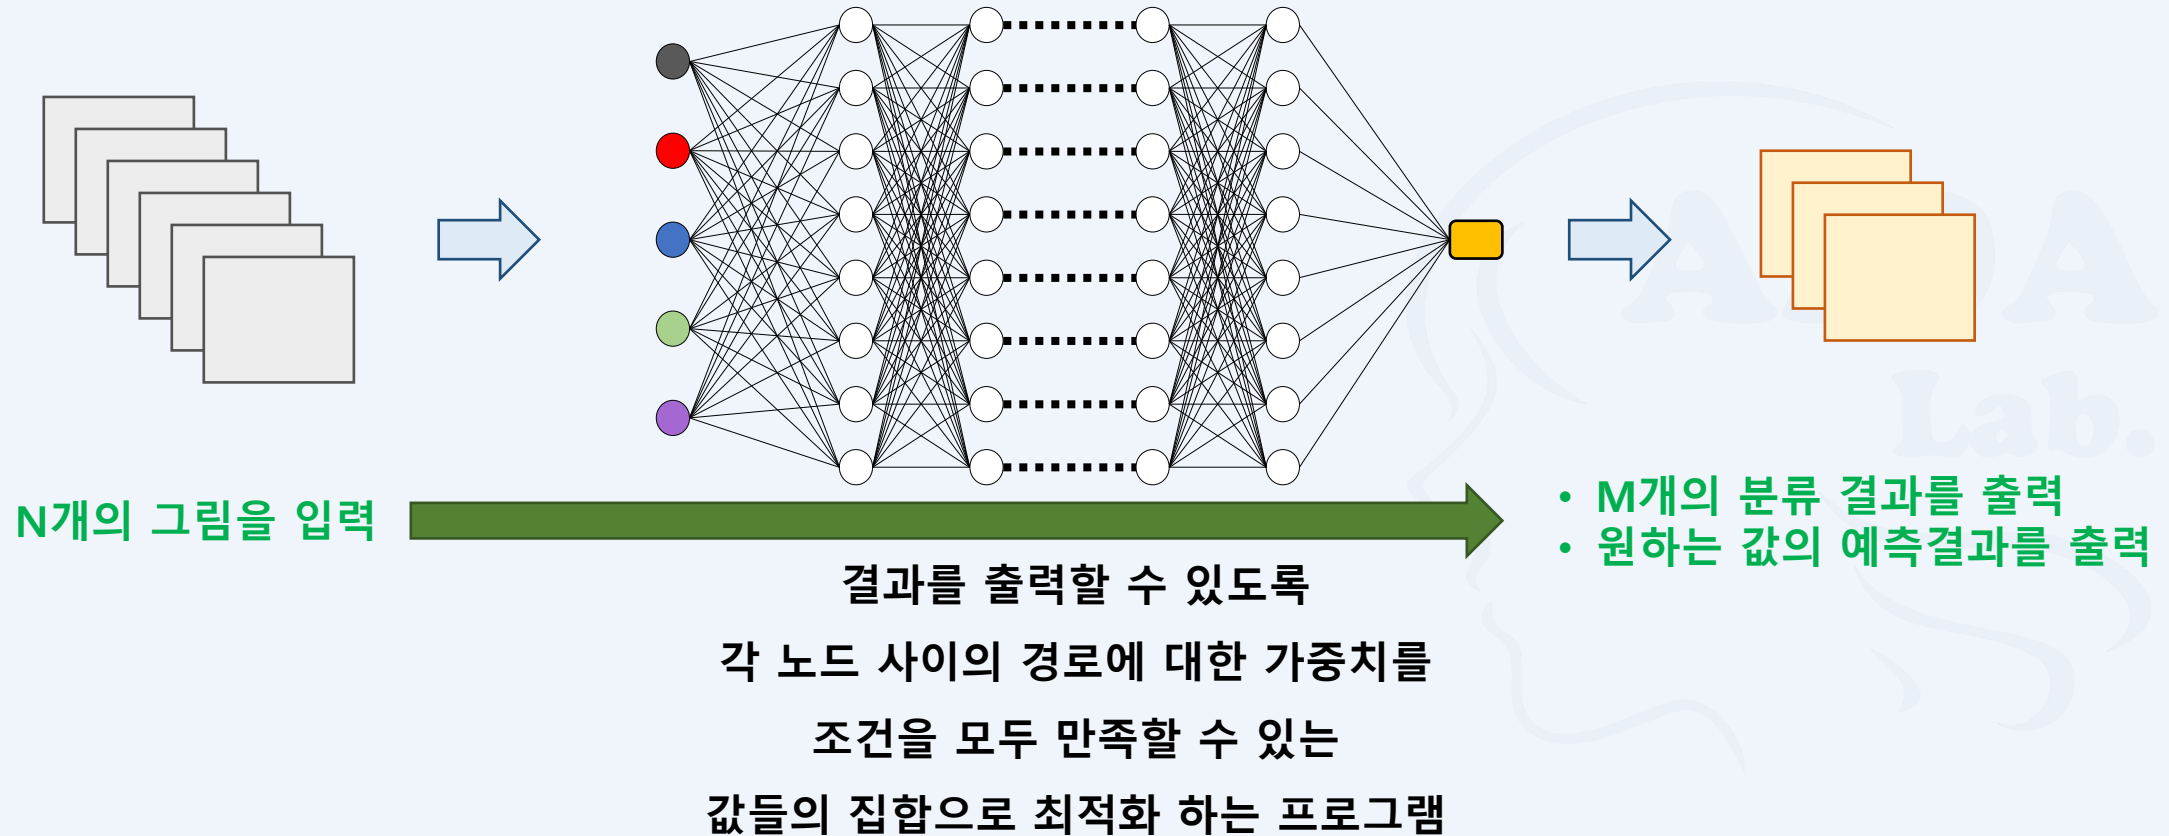 N개의 그림을 입력
• M개의 분류 결과를 출력
• 원하는 값의 예측결과를 출력
결과를 출력할 수 있도록
각 노드 사이의 경로에 대한 가중치를
조건을 모두 만족할 수 있는
값들의 집합으로 최적화 하는 프로그램
Lab.